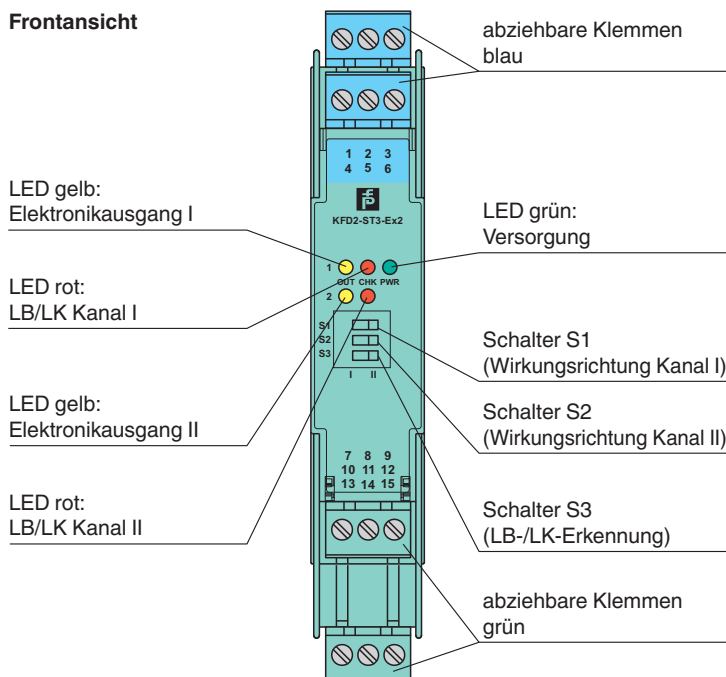 Frontansicht
abziehbare Klemmen
blau
1 2 3
4 5 6
KFD2-ST3-Ex2
LED gelb:
Elektronikausgang I
LED grün:
Versorgung
1
OUT CHK PWR
2
LED rot:
LB/LK Kanal I
S1
S2
S3
I II
Schalter S1
(Wirkungsrichtung Kanal I)
LED gelb:
Elektronikausgang II
Schalter S2
(Wirkungsrichtung Kanal II)
7 8 9
10 11 12
13 14 15
LED rot:
LB/LK Kanal II
Schalter S3
(LB-/LK-Erkennung)
abziehbare Klemmen
grün